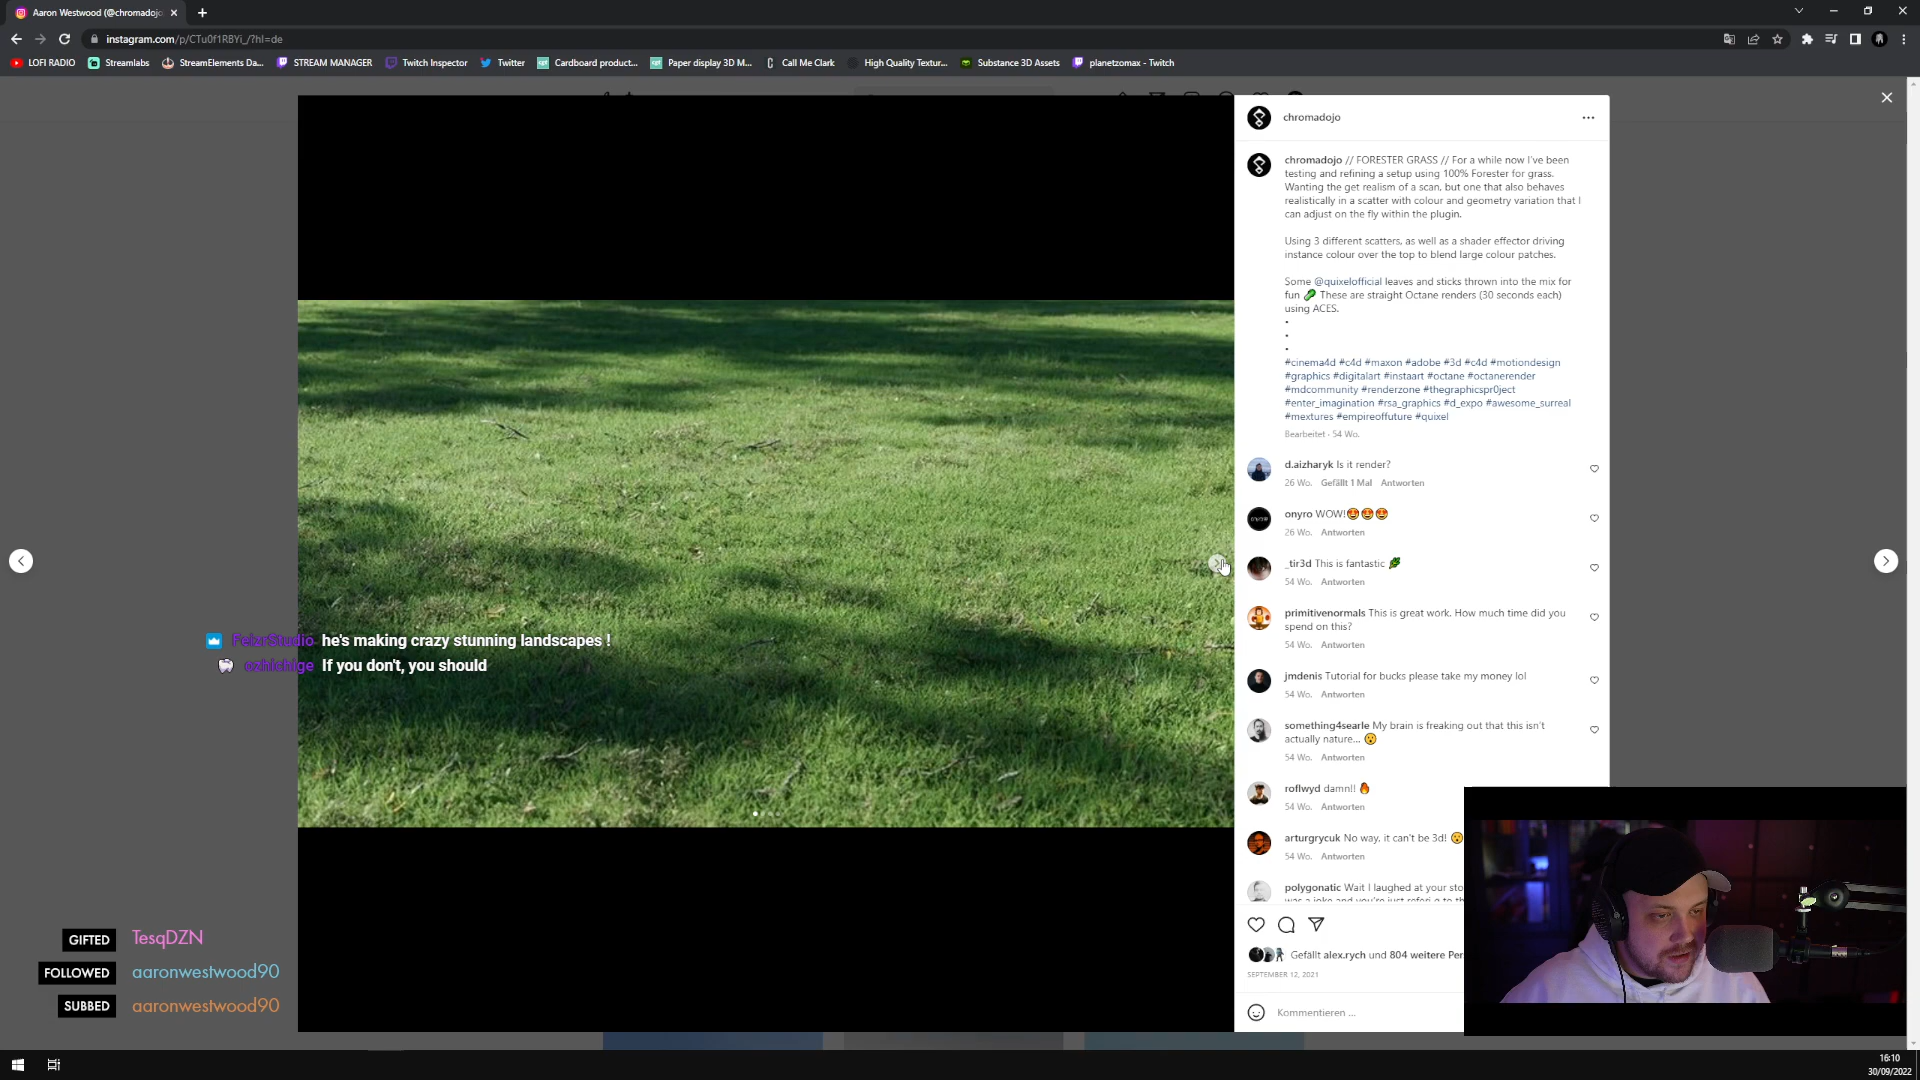 Aaron Westwood (@chromadojo
instagram.com/p/CTu0f1RBYi_/?hl=de
LOFI RADIO
Streamlabs
StreamElements Da...
STREAM MANAGER
Twitch Inspector
Twitter
Cardboard product...
Paper display 3D M...
Call Me Clark
High Quality Textur...
Substance 3D Assets
planetzomax - Twitch
chromadojo
chromadojo // FORESTER GRASS // For a while now I've been
testing and refining a setup using 100% Forester for grass.
Wanting the get realism of a scan, but one that also behaves
realistically in a scatter with colour and geometry variation that I
can adjust on the fly within the plugin.
Using 3 different scatters, as well as a shader effector driving
instance colour over the top to blend large colour patches.
Some @quixelofficial leaves and sticks thrown into the mix for
fun 🥒 These are straight Octane renders (30 seconds each)
using ACES.
•
•
•
#cinema4d #c4d #maxon #adobe #3d #c4d #motiondesign
#graphics #digitalart #instaart #octane #octanerender
#mdcommunity #renderzone #thegraphicspr0ject
#enter_imagination #rsa_graphics #d_expo #awesome_surreal
#mextures #empireoffuture #quixel
Bearbeitet · 54 Wo.
d.aizharyk Is it render?
26 Wo. Gefällt 1 Mal Antworten
onyro WOW!😍😍😍
26 Wo. Antworten
_tir3d This is fantastic 🌿
54 Wo. Antworten
primitivenormals This is great work. How much time did you
spend on this?
54 Wo. Antworten
jmdenis Tutorial for bucks please take my money lol
54 Wo. Antworten
something4searle My brain is freaking out that this isn't
actually nature... 😮
54 Wo. Antworten
roflwyd damn!! 🔥
54 Wo. Antworten
arturgrycuk No way, it can't be 3d! 😮
54 Wo. Antworten
polygonatic Wait I laughed at your sto
Gefällt alex.rych und 804 weitere Per
SEPTEMBER 12, 2021
Kommentieren ...
FeizrStudio he's making crazy stunning landscapes !
ozhichige If you don't, you should
GIFTED TesqDZN
FOLLOWED aaronwestwood90
SUBBED aaronwestwood90
16:10
30/09/2022